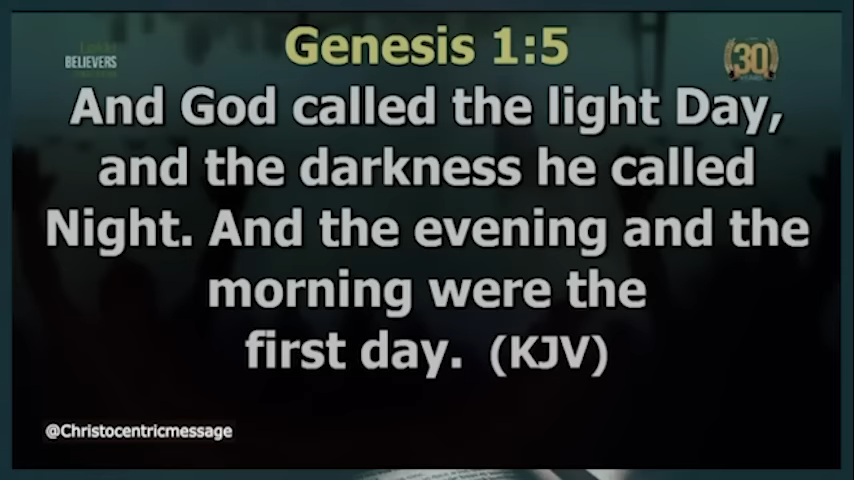 Genesis 1:5
BELIEVERS
30
And God called the light Day,
and the darkness he called
Night. And the evening and the
morning were the
first day. (KJV)
@Christocentricmessage